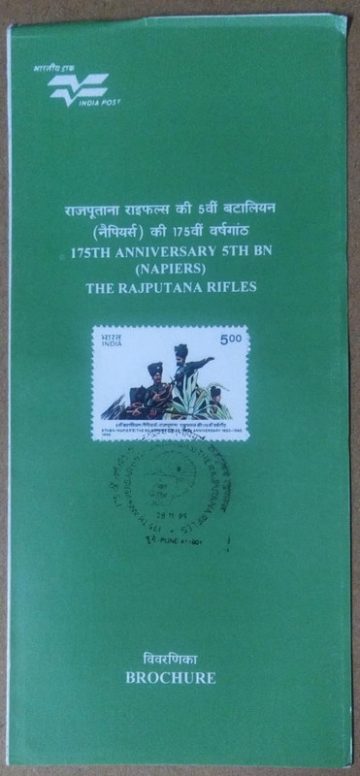 भारतीय डाक
INDIA POST
राजपूताना राइफल्स की 5वीं बटालियन
(नैपियर्स) की 175वीं वर्षगांठ
175TH ANNIVERSARY 5TH BN
(NAPIERS)
THE RAJPUTANA RIFLES
भारत
INDIA
5.00
विवरणिका
BROCHURE